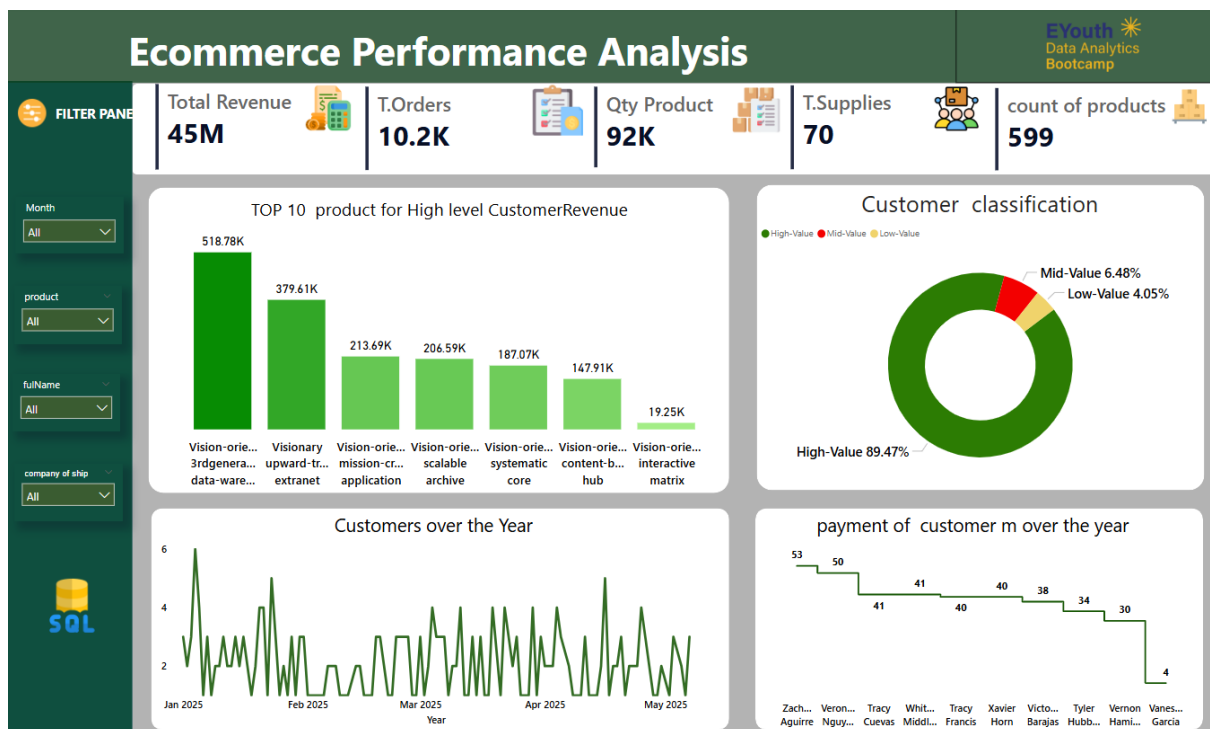 Ecommerce Performance Analysis
EYouth
Data Analytics
Bootcamp
FILTER PANE
Total Revenue
45M
T.Orders
10.2K
Qty Product
92K
T.Supplies
70
count of products
599
Month
All
product
All
fulName
All
company of ship
All
SQL
TOP 10 product for High level CustomerRevenue
518.78K
379.61K
213.69K
206.59K
187.07K
147.91K
19.25K
Vision-orie... Visionary Vision-orie... Vision-orie... Vision-orie... Vision-orie... Vision-orie...
3rdgenera... upward-tr... mission-cr... scalable systematic content-b... interactive
data-ware... extranet application archive core hub matrix
Customer classification
High-Value Mid-Value Low-Value
Mid-Value 6.48%
Low-Value 4.05%
High-Value 89.47%
Customers over the Year
6
4
2
Jan 2025 Feb 2025 Mar 2025 Apr 2025 May 2025
Year
payment of customer m over the year
53
50
41
41
40
40
38
34
30
4
Zach... Veron... Tracy Whit... Tracy Xavier Victo... Tyler Vernon Vanes...
Aguirre Nguy... Cuevas Middl... Francis Horn Barajas Hubb... Hami... Garcia